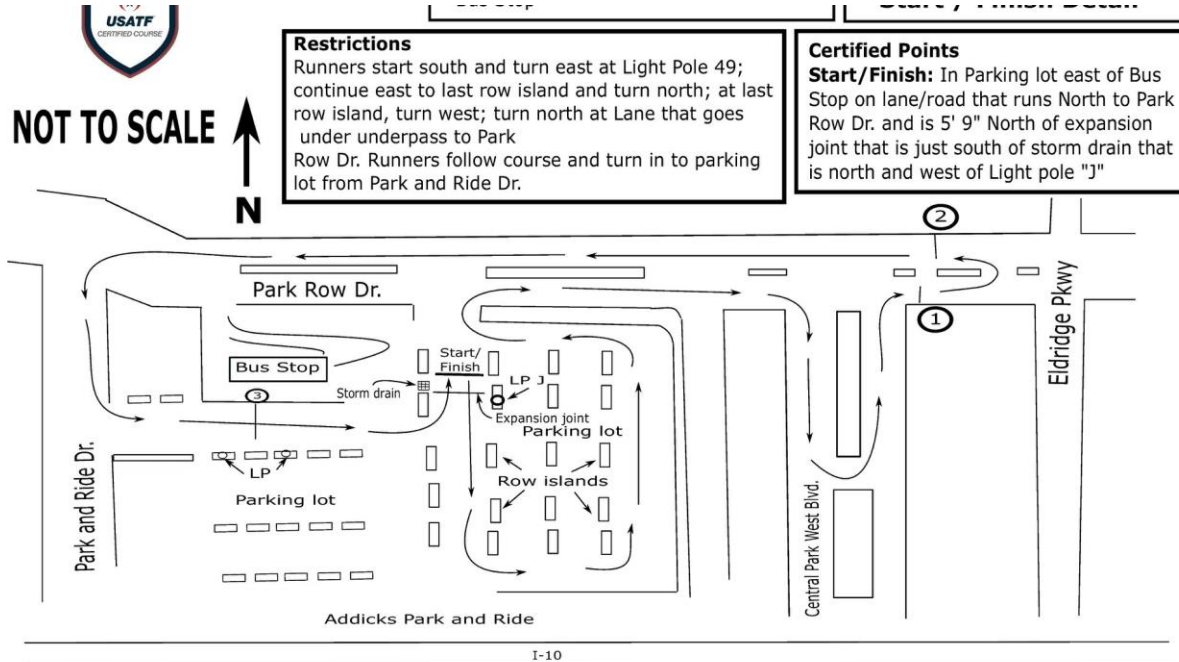 USATF
CERTIFIED COURSE
NOT TO SCALE
N
Bus Stop
Start / Finish Detail
Restrictions
Runners start south and turn east at Light Pole 49;
continue east to last row island and turn north; at last
row island, turn west; turn north at Lane that goes
under underpass to Park
Row Dr. Runners follow course and turn in to parking
lot from Park and Ride Dr.
Certified Points
Start/Finish: In Parking lot east of Bus
Stop on lane/road that runs North to Park
Row Dr. and is 5' 9" North of expansion
joint that is just south of storm drain that
is north and west of Light pole "J"
2
Park Row Dr.
1
Eldridge Pkwy
Bus Stop
Start/
Finish
Storm drain
LP J
3
Expansion joint
Parking lot
LP
Row islands
Parking lot
Park and Ride Dr.
Central Park West Blvd.
Addicks Park and Ride
I-10